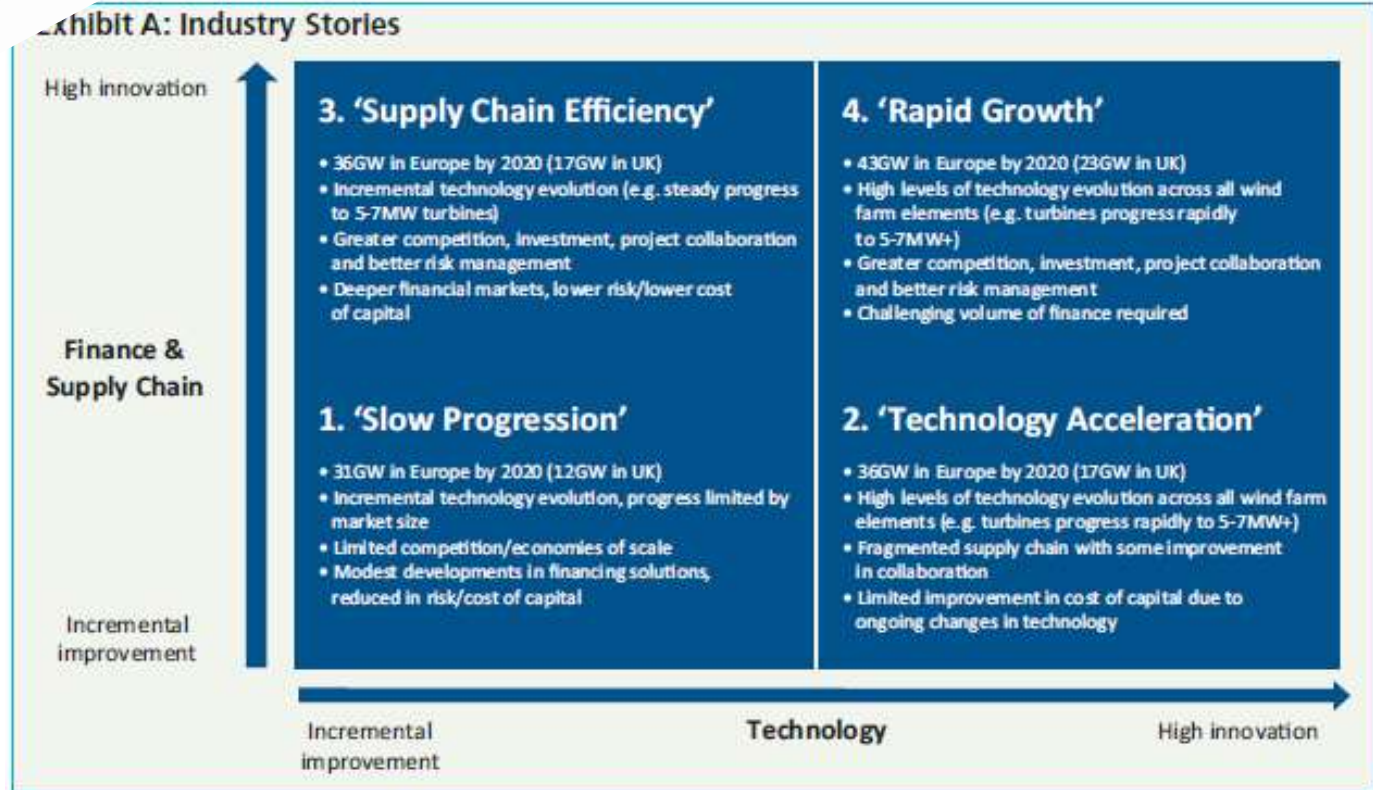 Exhibit A: Industry Stories
High innovation
Finance &
Supply Chain
Incremental
improvement
3. ‘Supply Chain Efficiency’
• 36GW in Europe by 2020 (17GW in UK)
• Incremental technology evolution (e.g. steady progress
to 5-7MW turbines)
• Greater competition, investment, project collaboration
and better risk management
• Deeper financial markets, lower risk/lower cost
of capital
4. ‘Rapid Growth’
• 43GW in Europe by 2020 (23GW in UK)
• High levels of technology evolution across all wind
farm elements (e.g. turbines progress rapidly
to 5-7MW+)
• Greater competition, investment, project collaboration
and better risk management
• Challenging volume of finance required
1. ‘Slow Progression’
• 31GW in Europe by 2020 (12GW in UK)
• Incremental technology evolution, progress limited by
market size
• Limited competition/economies of scale
• Modest developments in financing solutions,
reduced in risk/cost of capital
2. ‘Technology Acceleration’
• 36GW in Europe by 2020 (17GW in UK)
• High levels of technology evolution across all wind farm
elements (e.g. turbines progress rapidly to 5-7MW+)
• Fragmented supply chain with some improvement
in collaboration
• Limited improvement in cost of capital due to
ongoing changes in technology
Incremental
improvement
Technology
High innovation